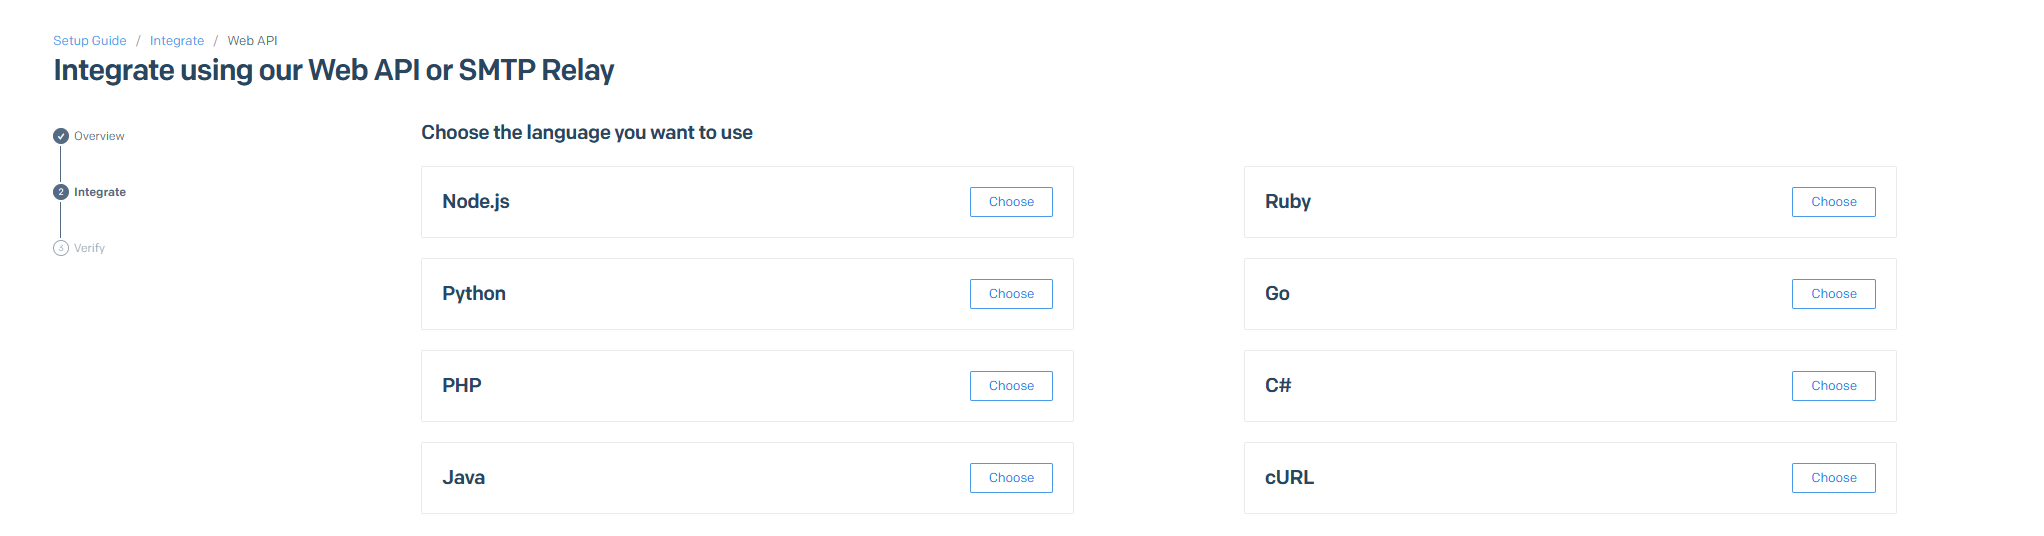 Setup Guide / Integrate / Web API
Integrate using our Web API or SMTP Relay
Overview
2 Integrate
3 Verify
Choose the language you want to use
Node.js Choose
Ruby Choose
Python Choose
Go Choose
PHP Choose
C# Choose
Java Choose
cURL Choose